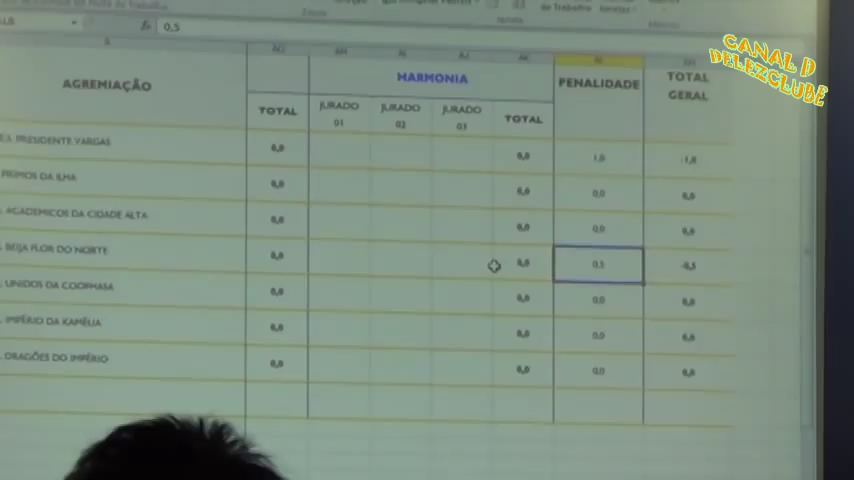 0,5
CANAL D
DELEZCLUBE
AGREMIAÇÃO
HARMONIA
PENALIDADE
TOTAL GERAL
TOTAL
JURADO 01
JURADO 02
JURADO 03
TOTAL
PRESIDENTE VARGAS 0,0 0,0 1,0 -1,0
PRIMOS DA ILHA 0,0 0,0 0,0 0,0
ACADEMICOS DA CIDADE ALTA 0,0 0,0 0,0 0,0
BEIJA FLOR DO NORTE 0,0 0,0 0,5 -0,5
UNIDOS DA COOPHASA 0,0 0,0 0,0 0,0
IMPÉRIO DA KAMÉLIA 0,0 0,0 0,0 0,0
DRAGÕES DO IMPÉRIO 0,0 0,0 0,0 0,0